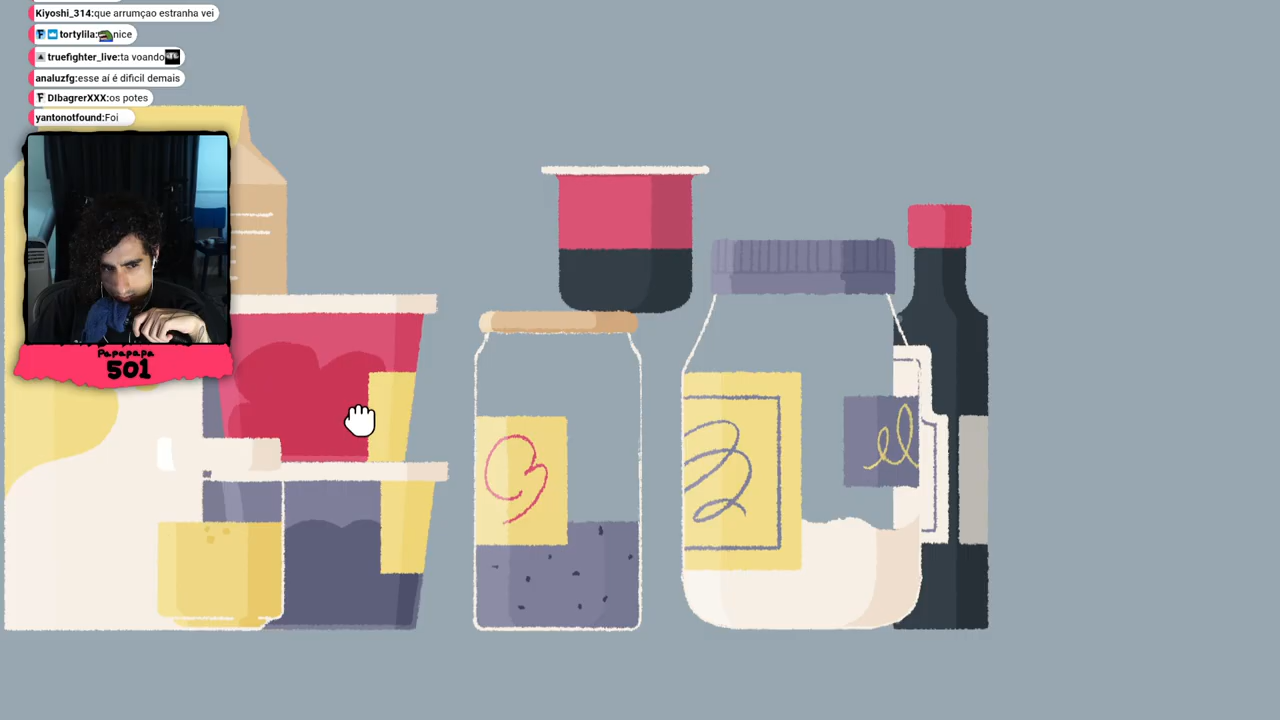 Kiyoshi_314:que arrumçao estranha vei
tortylila:nice
truefighter_live:ta voando
analuzfg:esse aí é dificil demais
DIbagrerXXX:os potes
yantonotfound:Foi
Papapapa
501